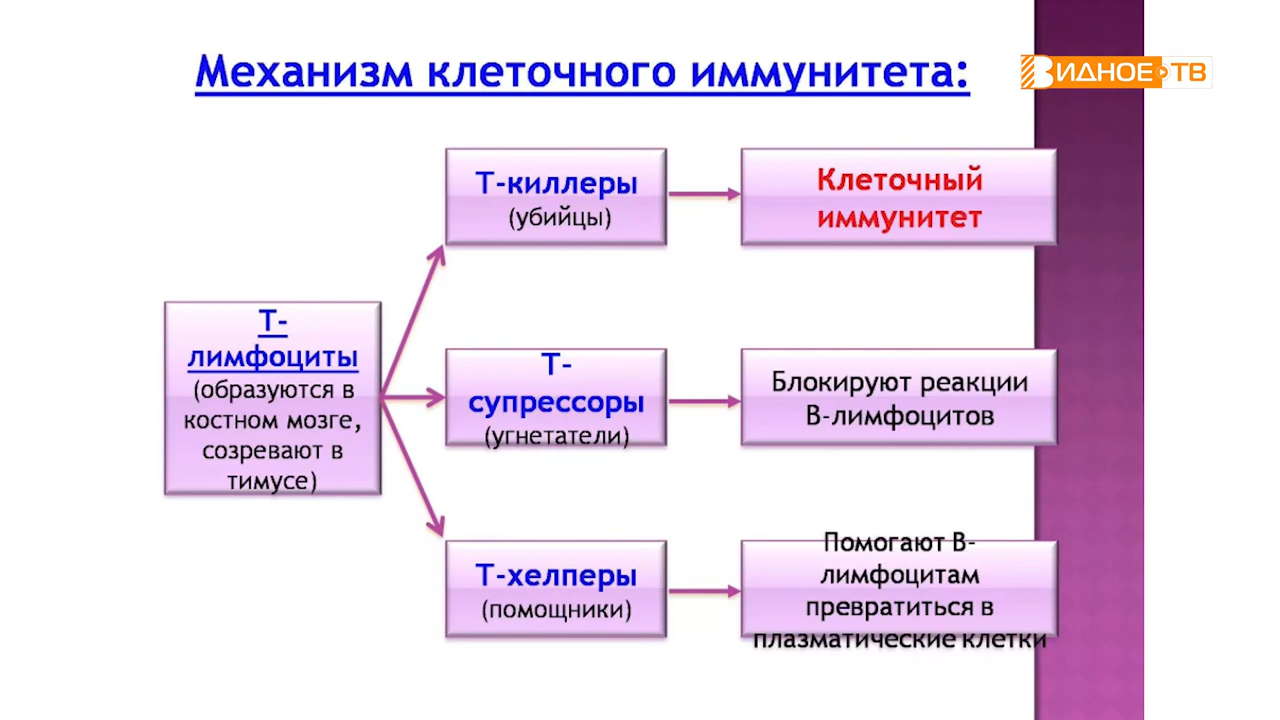 Механизм клеточного иммунитета:
ВИДНОЕ ТВ
Т-киллеры
(убийцы)
Клеточный
иммунитет
Т-
лимфоциты
(образуются в
костном мозге,
созревают в
тимусе)
Т-
супрессоры
(угнетатели)
Блокируют реакции
В-лимфоцитов
Т-хелперы
(помощники)
Помогают В-
лимфоцитам
превратиться в
плазматические клетки